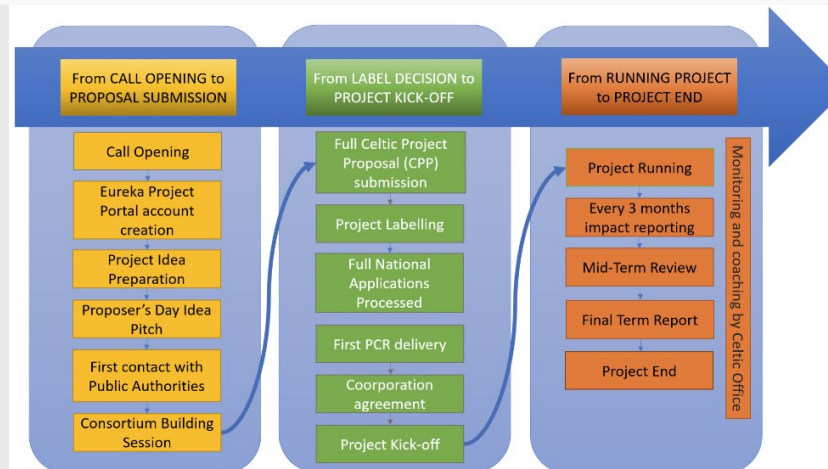 From CALL OPENING to
PROPOSAL SUBMISSION
Call Opening
Eureka Project
Portal account
creation
Project Idea
Preparation
Proposer's Day Idea
Pitch
First contact with
Public Authorities
Consortium Building
Session
From LABEL DECISION to
PROJECT KICK-OFF
Full Celtic Project
Proposal (CPP)
submission
Project Labelling
Full National
Applications
Processed
First PCR delivery
Coorporation
agreement
Project Kick-off
From RUNNING PROJECT
to PROJECT END
Project Running
Every 3 months
impact reporting
Mid-Term Review
Final Term Report
Project End
Monitoring and coaching by Celtic Office